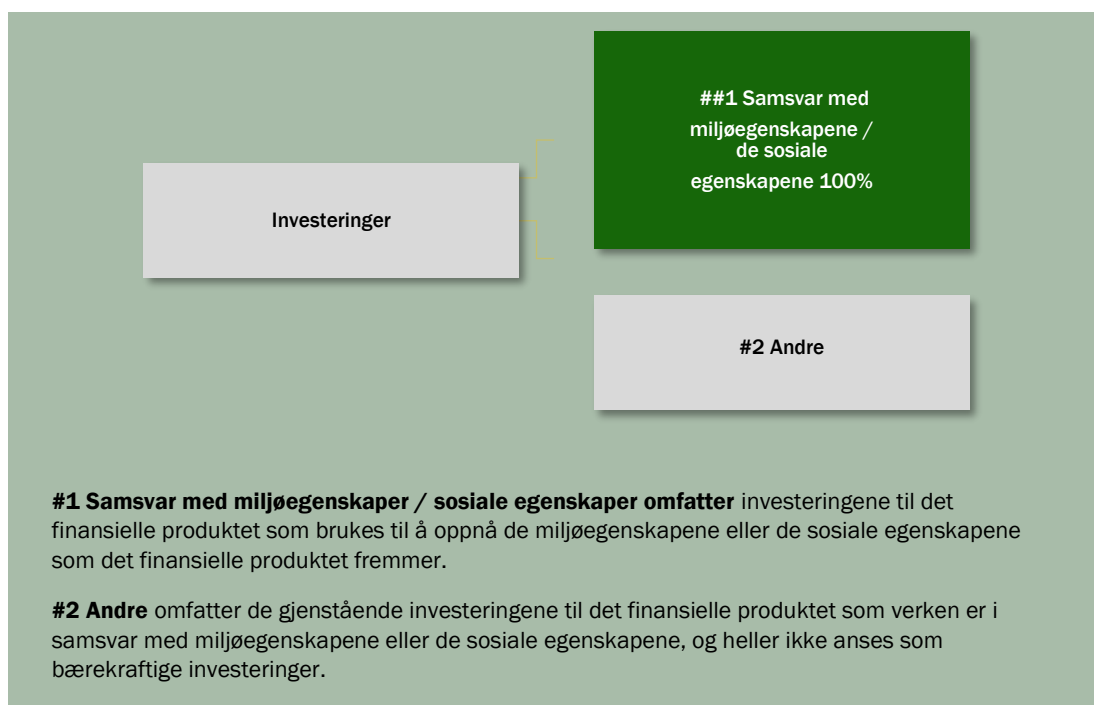 ##1 Samsvar med
miljøegenskapene /
de sosiale
egenskapene 100%
Investeringer
#2 Andre
#1 Samsvar med miljøegenskaper / sosiale egenskaper omfatter investeringene til det
finansielle produktet som brukes til å oppnå de miljøegenskapene eller de sosiale egenskapene
som det finansielle produktet fremmer.
#2 Andre omfatter de gjenstående investeringene til det finansielle produktet som verken er i
samsvar med miljøegenskapene eller de sosiale egenskapene, og heller ikke anses som
bærekraftige investeringer.